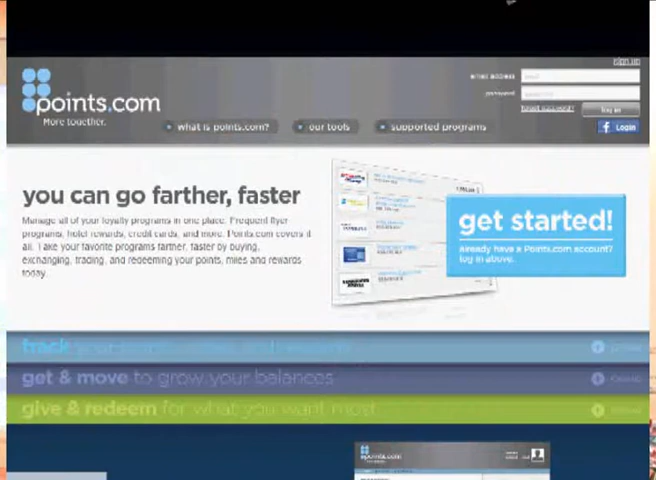 sign up
points.com
More together.
forgot password?
log in
what is points.com?
our tools
supported programs
Login
you can go farther, faster
Manage all of your loyalty programs in one place. Frequent flyer
programs, hotel rewards, credit cards, and more. Points.com covers it
all. Take your favorite programs farther, faster by buying,
exchanging, trading, and redeeming your points, miles and rewards
today.
get started!
already have a Points.com account?
log in above.
track
get & move to grow your balances
give & redeem for what you want most
points.com